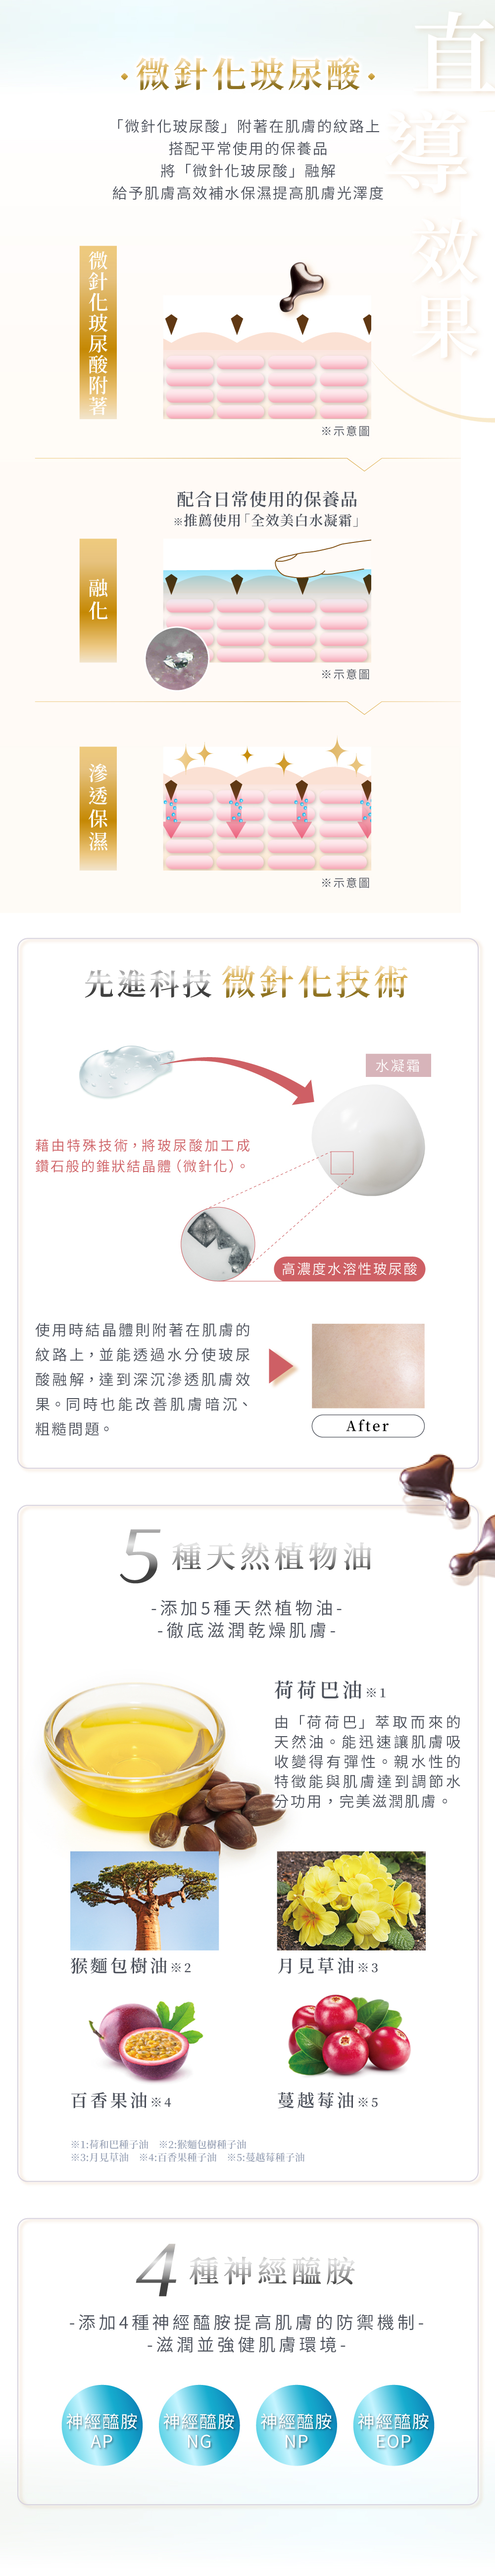 直導效果
微針化玻尿酸
「微針化玻尿酸」附著在肌膚的紋路上
搭配平常使用的保養品
將「微針化玻尿酸」融解
給予肌膚高效補水保濕提高肌膚光澤度
微針化玻尿酸附著
※示意圖
配合日常使用的保養品
※推薦使用「全效美白水凝霜」
融化
※示意圖
滲透保濕
※示意圖
先進科技 微針化技術
水凝霜
藉由特殊技術，將玻尿酸加工成
鑽石般的錐狀結晶體（微針化）。
高濃度水溶性玻尿酸
使用時結晶體則附著在肌膚的
紋路上，並能透過水分使玻尿
酸融解，達到深沉滲透肌膚效
果。同時也能改善肌膚暗沉、
粗糙問題。
After
5種天然植物油
-添加5種天然植物油-
-徹底滋潤乾燥肌膚-
荷荷巴油※1
由「荷荷巴」萃取而來的
天然油。能迅速讓肌膚吸
收變得有彈性。親水性的
特徵能與肌膚達到調節水
分功用，完美滋潤肌膚。
猴麵包樹油※2
月見草油※3
百香果油※4
蔓越莓油※5
※1:荷和巴種子油 ※2:猴麵包樹種子油
※3:月見草油 ※4:百香果種子油 ※5:蔓越莓種子油
4種神經醯胺
-添加4種神經醯胺提高肌膚的防禦機制-
-滋潤並強健肌膚環境-
神經醯胺
AP
神經醯胺
NG
神經醯胺
NP
神經醯胺
EOP